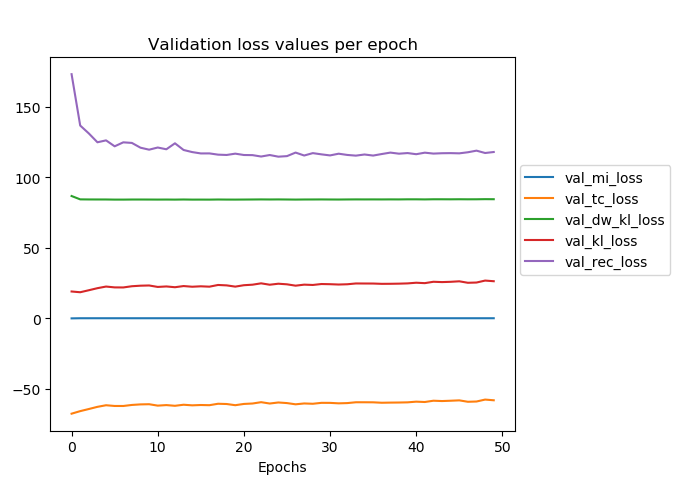 Validation loss values per epoch
150
100
50
0
−50
0 10 20 30 40 50
Epochs
val_mi_loss
val_tc_loss
val_dw_kl_loss
val_kl_loss
val_rec_loss